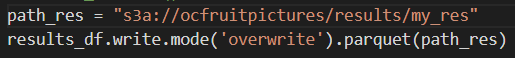 path_res = "s3a://ocfruitpictures/results/my_res"
results_df.write.mode('overwrite').parquet(path_res)